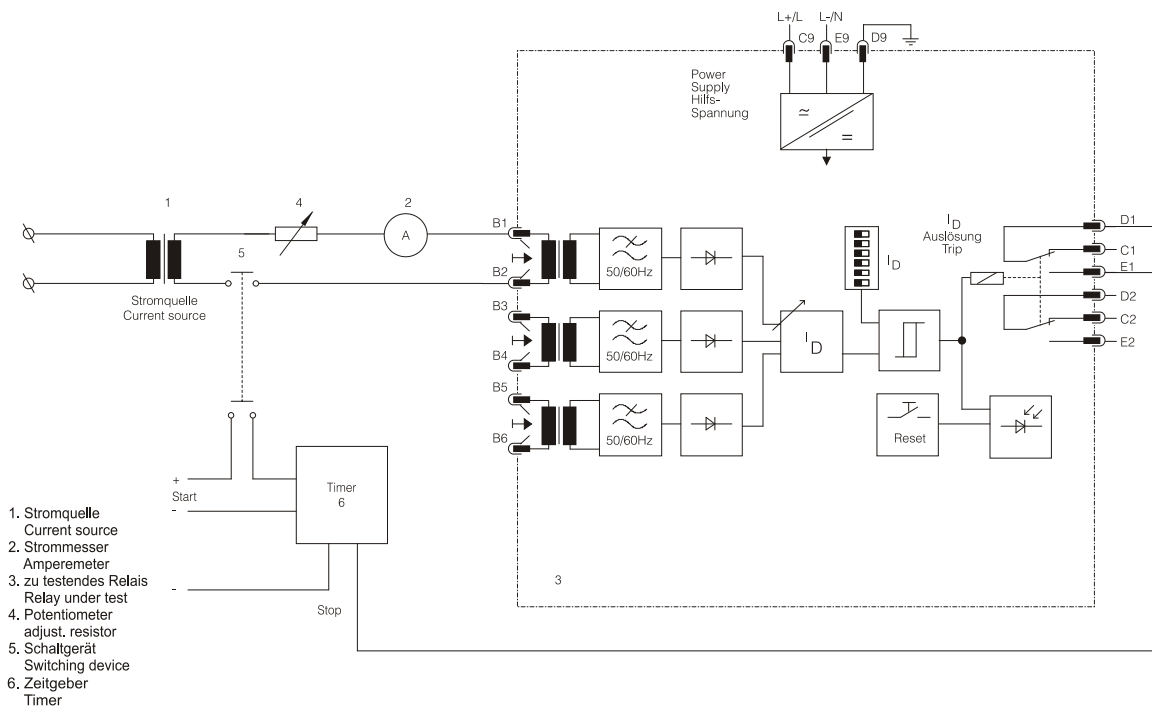 L+/L L-/N
C9 E9 D9
Power
Supply
Hilfs-
Spannung
≃
=
1 4 2
A
5
Stromquelle
Current source
B1
B2
B3
B4
B5
B6
50/60Hz
50/60Hz
50/60Hz
I D
I D
I D
Auslösung
Trip
Reset
D1
C1
E1
D2
C2
E2
3
+
Start
-
-
Timer
6
Stop
1. Stromquelle
Current source
2. Strommesser
Amperemeter
3. zu testendes Relais
Relay under test
4. Potentiometer
adjust. resistor
5. Schaltgerät
Switching device
6. Zeitgeber
Timer